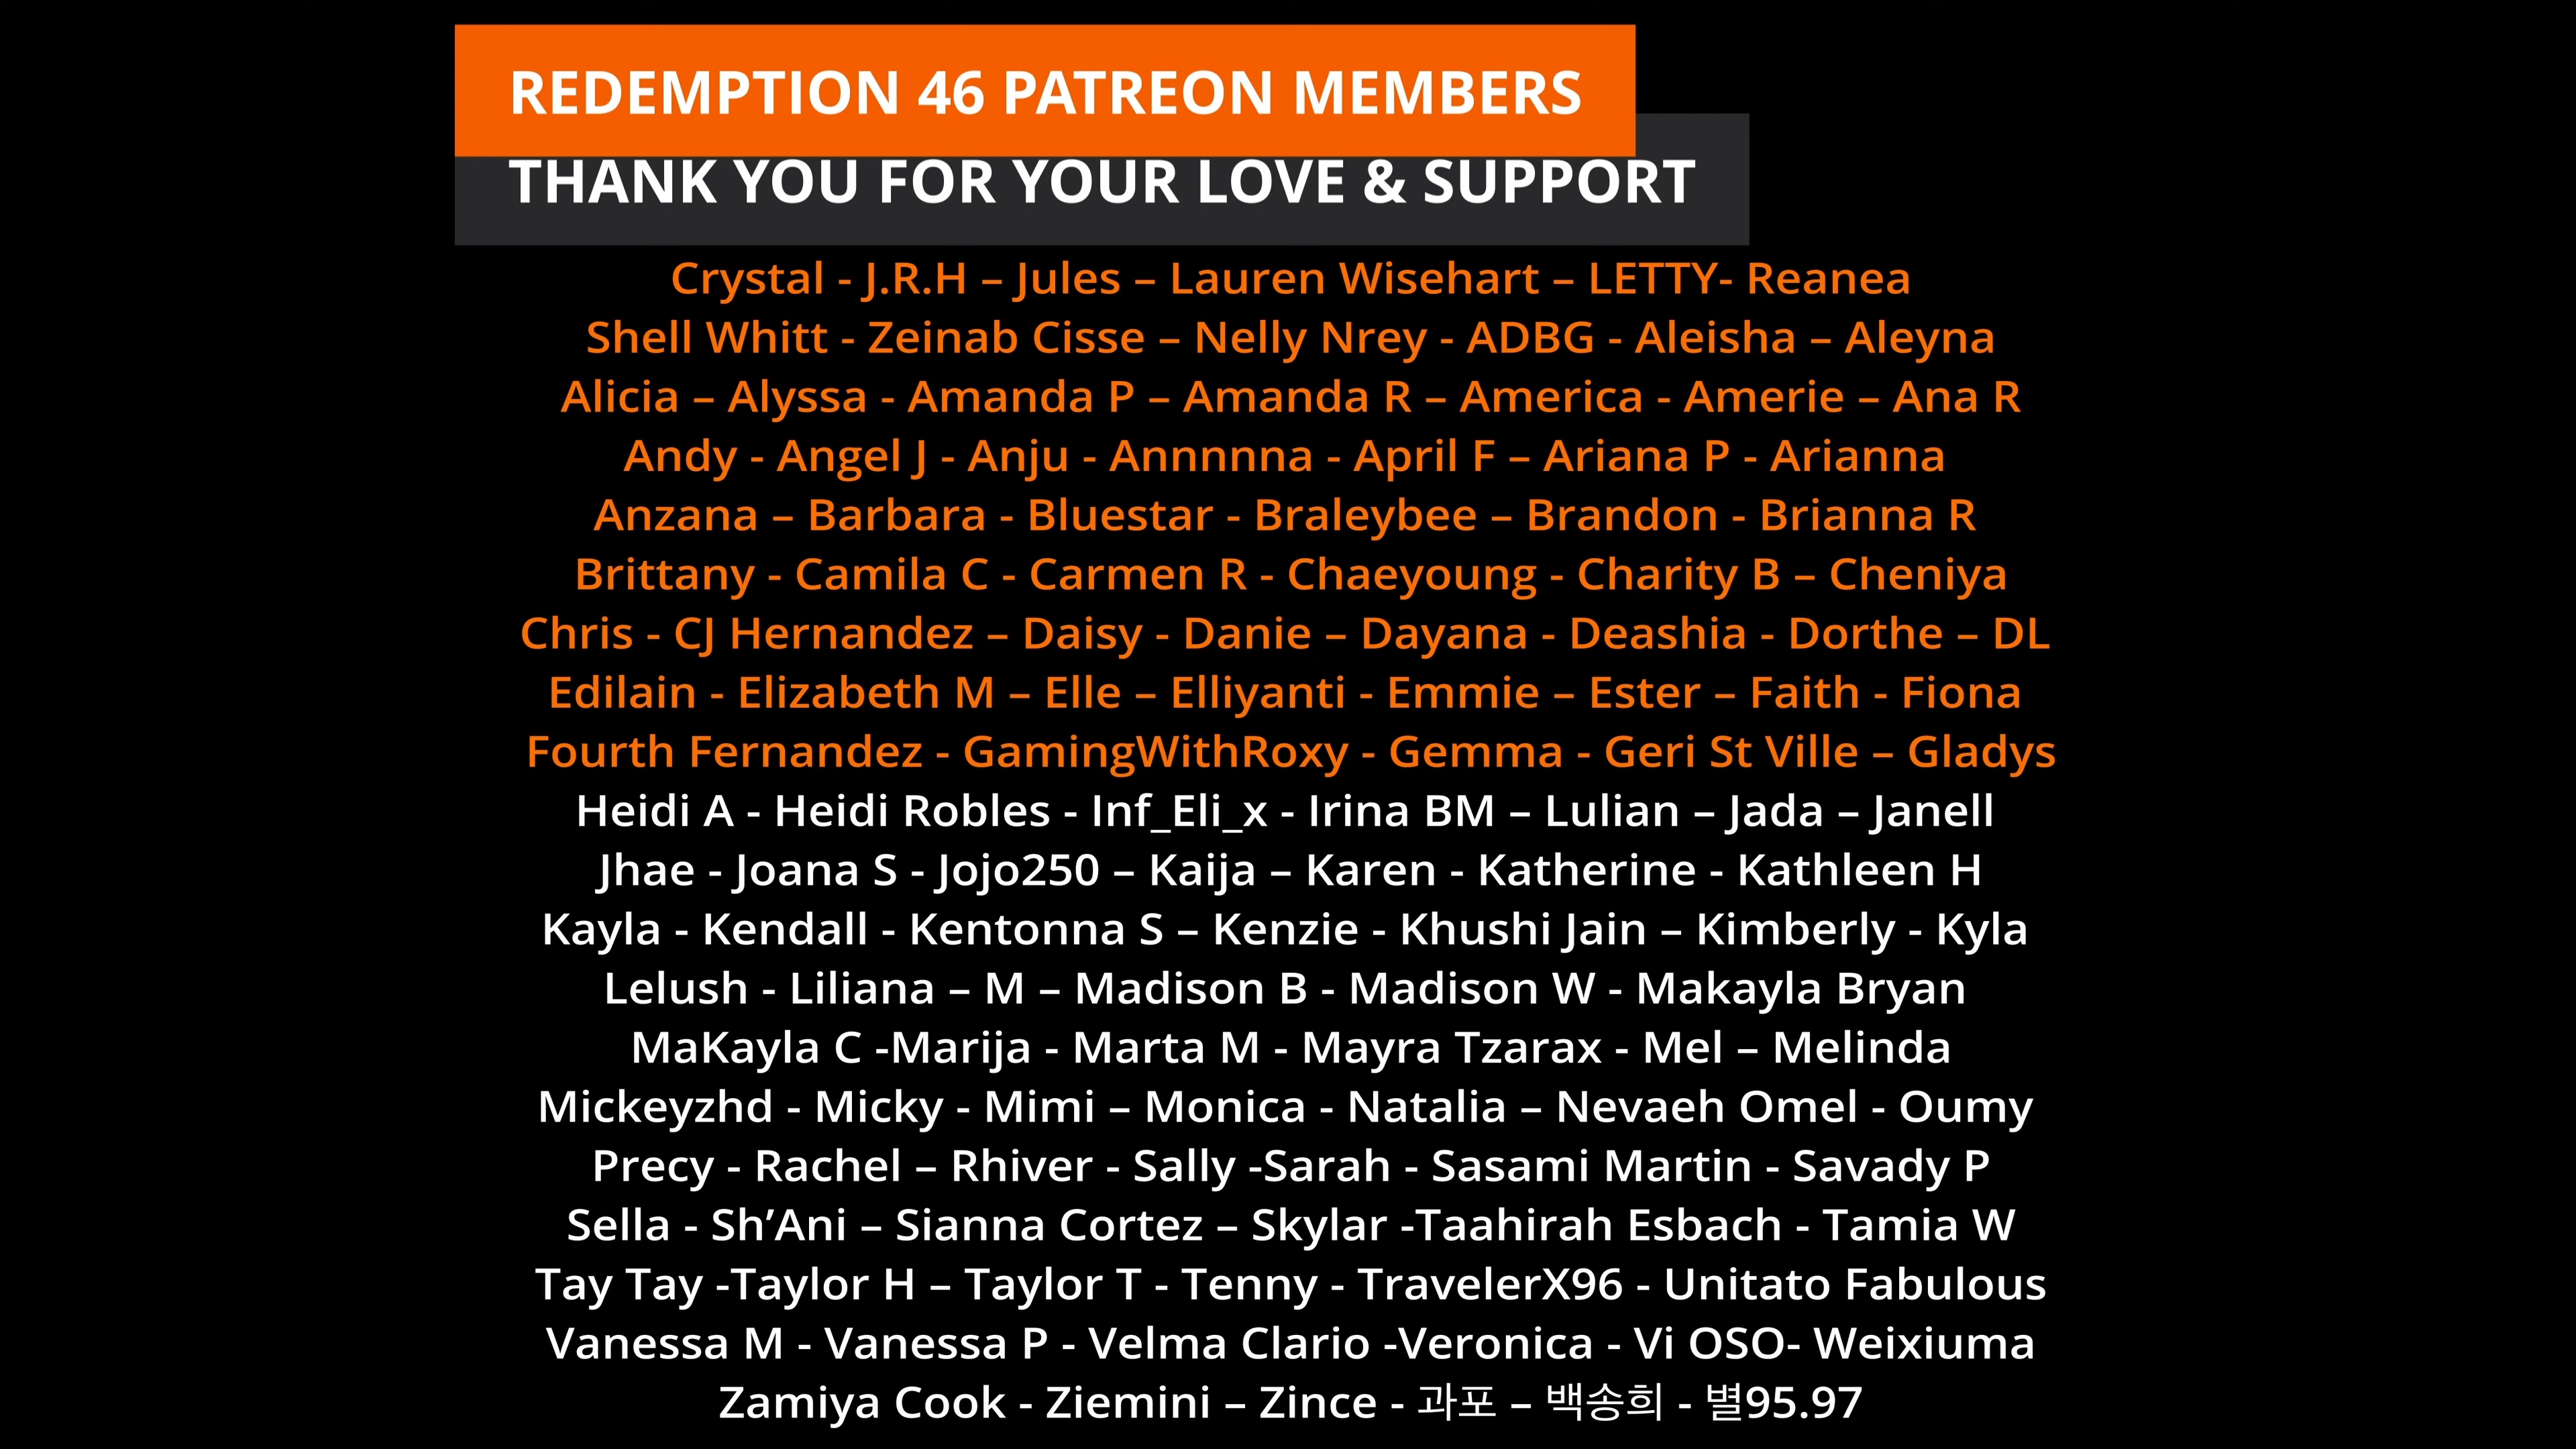 REDEMPTION 46 PATREON MEMBERS
THANK YOU FOR YOUR LOVE & SUPPORT
Crystal - J.R.H – Jules – Lauren Wisehart – LETTY- Reanea
Shell Whitt - Zeinab Cisse – Nelly Nrey - ADBG - Aleisha – Aleyna
Alicia – Alyssa - Amanda P – Amanda R – America - Amerie – Ana R
Andy - Angel J - Anju - Annnnnna - April F – Ariana P - Arianna
Anzana – Barbara - Bluestar - Braleybee – Brandon - Brianna R
Brittany - Camila C - Carmen R - Chaeyoung - Charity B – Cheniya
Chris - CJ Hernandez – Daisy - Danie – Dayana - Deashia - Dorthe – DL
Edilain - Elizabeth M – Elle – Elliyanti - Emmie – Ester – Faith - Fiona
Fourth Fernandez - GamingWithRoxy - Gemma - Geri St Ville – Gladys
Heidi A - Heidi Robles - Inf_Eli_x - Irina BM – Lulian – Jada – Janell
Jhae - Joana S - Jojo250 – Kaija – Karen - Katherine - Kathleen H
Kayla - Kendall - Kentonna S – Kenzie - Khushi Jain – Kimberly - Kyla
Lelush - Liliana – M – Madison B - Madison W - Makayla Bryan
MaKayla C -Marija - Marta M - Mayra Tzarax - Mel – Melinda
Mickeyzhd - Micky - Mimi – Monica - Natalia – Nevaeh Omel - Oumy
Precy - Rachel – Rhiver - Sally -Sarah - Sasami Martin - Savady P
Sella - Sh’Ani – Sianna Cortez – Skylar -Taahirah Esbach - Tamia W
Tay Tay -Taylor H – Taylor T - Tenny - TravelerX96 - Unitato Fabulous
Vanessa M - Vanessa P - Velma Clario -Veronica - Vi OSO- Weixiuma
Zamiya Cook - Ziemini – Zince - 과포 – 백송희 - 별95.97